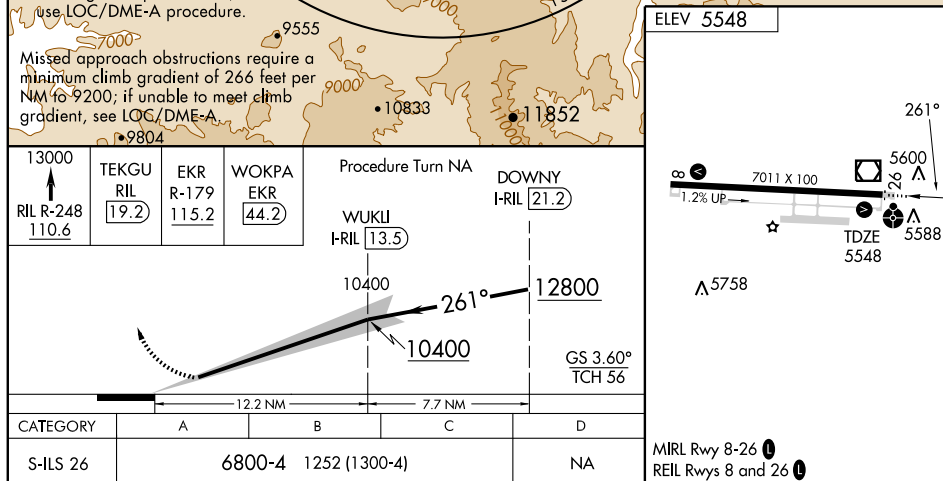 use LOC/DME-A procedure.
Missed approach obstructions require a
minimum climb gradient of 266 feet per
NM to 9200; if unable to meet climb
gradient, see LOC/DME-A.
7000
9555
9000
10833
11852
9804
13000
RIL R-248
110.6
TEKGU
RIL
19.2
EKR
R-179
115.2
WOKPA
EKR
44.2
Procedure Turn NA
DOWNY
I-RIL 21.2
WUKLI
I-RIL 13.5
10400
261°
12800
10400
GS 3.60°
TCH 56
12.2 NM
7.7 NM
CATEGORY A B C D
S-ILS 26 6800-4 1252 (1300-4) NA
ELEV 5548
261°
8
7011 X 100
26
5600
1.2% UP
V
V
TDZE
5548
5588
5758
MIRL Rwy 8-26 L
REIL Rwys 8 and 26 L